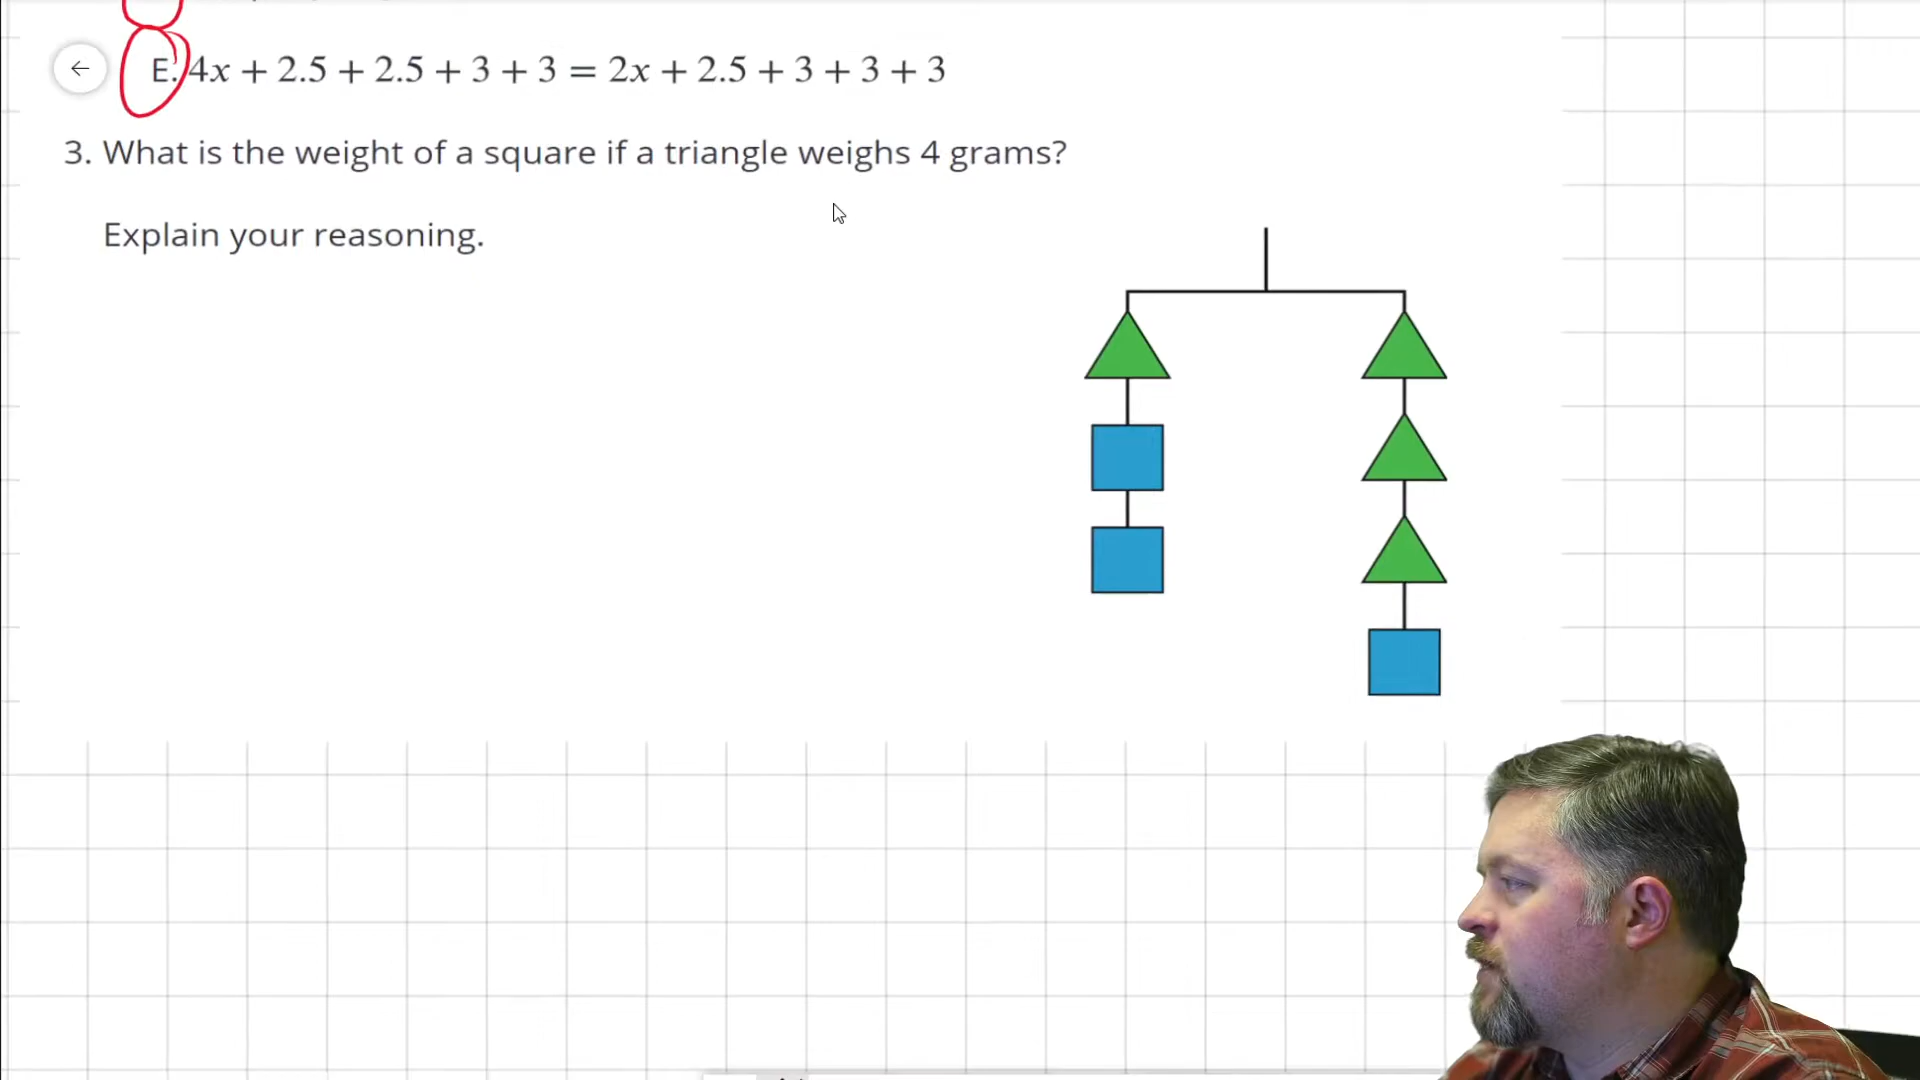 E. 4x + 2.5 + 2.5 + 3 + 3 = 2x + 2.5 + 3 + 3 + 3
3. What is the weight of a square if a triangle weighs 4 grams?
Explain your reasoning.